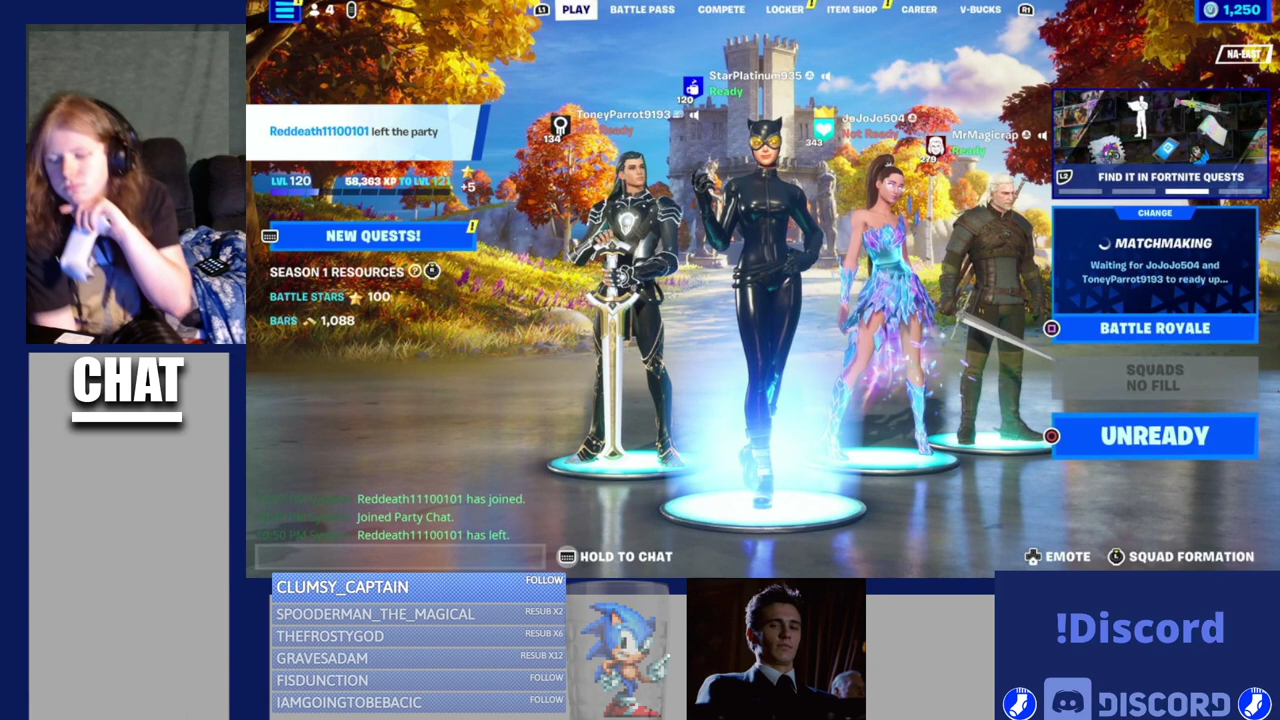 4
L1
PLAY
BATTLE PASS
COMPETE
LOCKER
ITEM SHOP
CAREER
V-BUCKS
R1
1,250
NA-EAST
StarPlatinum935
Ready
120
ToneyParrot9193
Not Ready
134
JoJoJo504
Not Ready
343
MrMagicrap
Ready
279
Reddeath11100101 left the party
LVL 120
58,363 XP TO LVL 121
+5
NEW QUESTS!
SEASON 1 RESOURCES
BATTLE STARS 100
BARS 1,088
L2
FIND IT IN FORTNITE QUESTS
CHANGE
MATCHMAKING
Waiting for JoJoJo504 and
ToneyParrot9193 to ready up...
BATTLE ROYALE
SQUADS
NO FILL
UNREADY
CHAT
Reddeath11100101 has joined.
Joined Party Chat.
Reddeath11100101 has left.
HOLD TO CHAT
EMOTE
SQUAD FORMATION
CLUMSY_CAPTAIN FOLLOW
SPOODERMAN_THE_MAGICAL RESUB X2
THEFROSTYGOD RESUB X6
GRAVESADAM RESUB X12
FISDUNCTION FOLLOW
IAMGOINGTOBEBACIC FOLLOW
!Discord
DISCORD